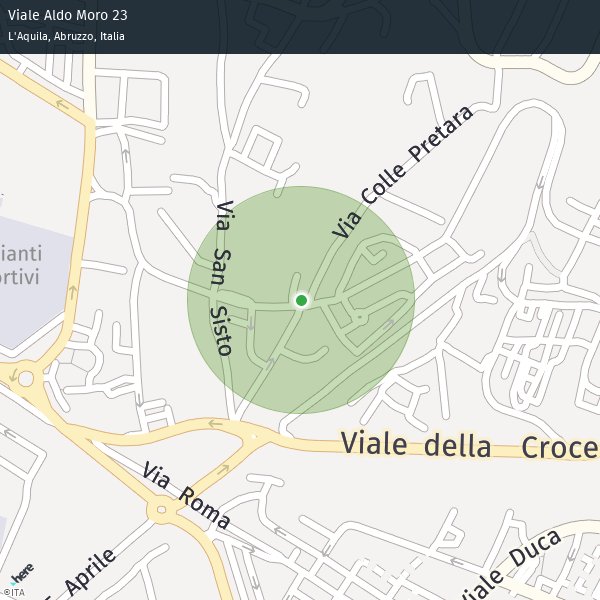 Viale Aldo Moro 23
L'Aquila, Abruzzo, Italia
Via Colle Pretara
Via San Sisto
ianti
ortivi
Viale della Croce
Via Roma
Aprile
Viale Duca
here
©ITA